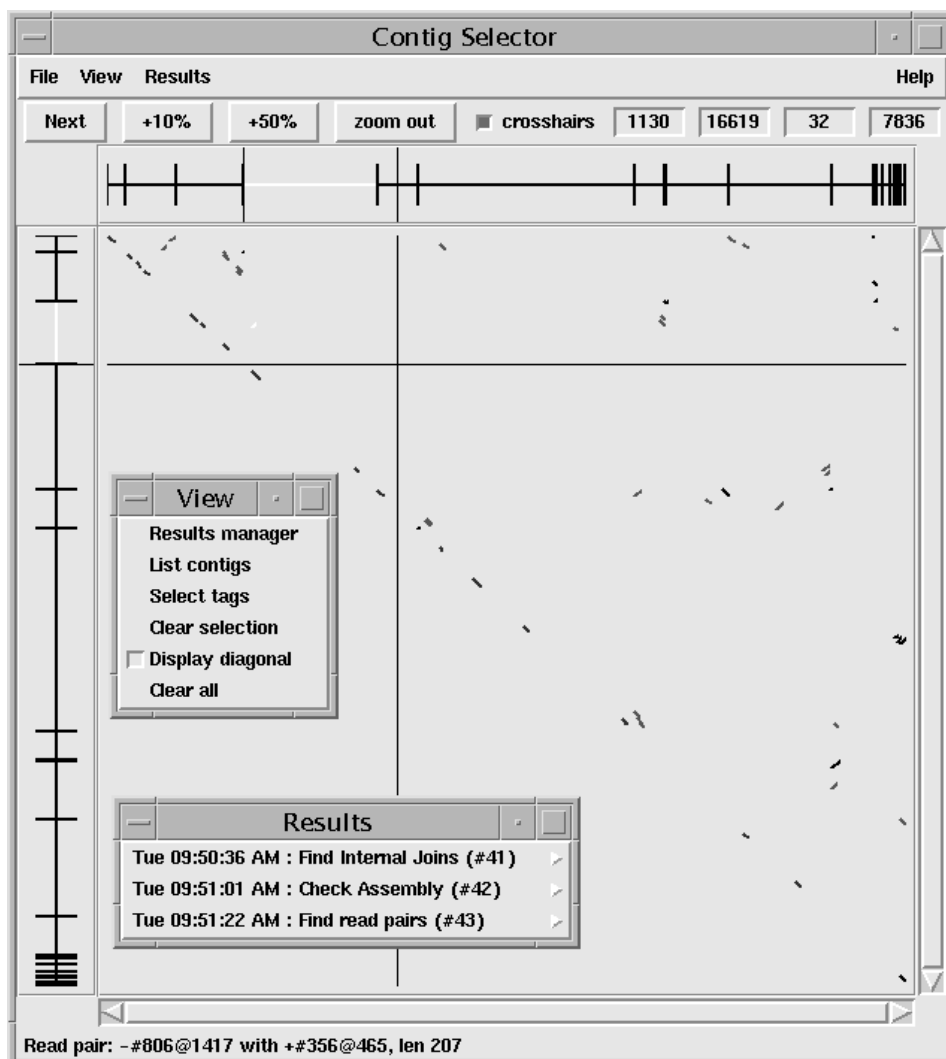 Contig Selector
File View Results Help
Next +10% +50% zoom out crosshairs 1130 16619 32 7836
View
Results manager
List contigs
Select tags
Clear selection
Display diagonal
Clear all
Results
Tue 09:50:36 AM : Find Internal Joins (#41)
Tue 09:51:01 AM : Check Assembly (#42)
Tue 09:51:22 AM : Find read pairs (#43)
Read pair: -#806@1417 with +#356@465, len 207